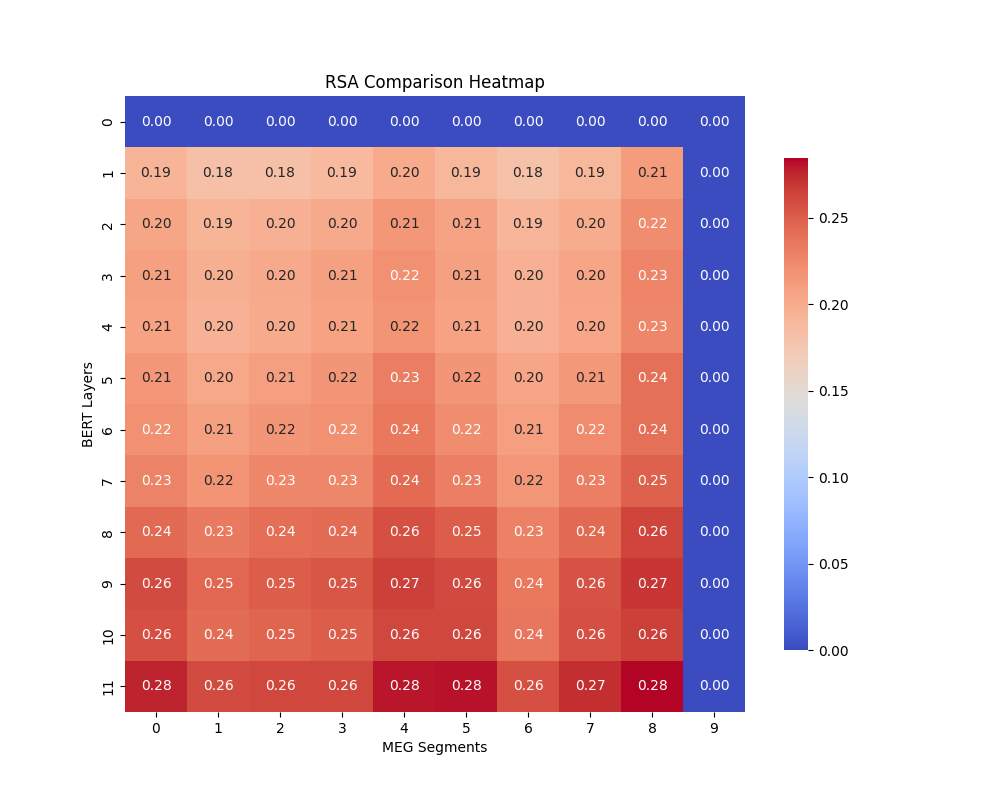 RSA Comparison Heatmap
0 0.00 0.00 0.00 0.00 0.00 0.00 0.00 0.00 0.00 0.00
1 0.19 0.18 0.18 0.19 0.20 0.19 0.18 0.19 0.21 0.00
2 0.20 0.19 0.20 0.20 0.21 0.21 0.19 0.20 0.22 0.00
3 0.21 0.20 0.20 0.21 0.22 0.21 0.20 0.20 0.23 0.00
4 0.21 0.20 0.20 0.21 0.22 0.21 0.20 0.20 0.23 0.00
5 0.21 0.20 0.21 0.22 0.23 0.22 0.20 0.21 0.24 0.00
6 0.22 0.21 0.22 0.22 0.24 0.22 0.21 0.22 0.24 0.00
7 0.23 0.22 0.23 0.23 0.24 0.23 0.22 0.23 0.25 0.00
8 0.24 0.23 0.24 0.24 0.26 0.25 0.23 0.24 0.26 0.00
9 0.26 0.25 0.25 0.25 0.27 0.26 0.24 0.26 0.27 0.00
10 0.26 0.24 0.25 0.25 0.26 0.26 0.24 0.26 0.26 0.00
11 0.28 0.26 0.26 0.26 0.28 0.28 0.26 0.27 0.28 0.00
0 1 2 3 4 5 6 7 8 9
MEG Segments
BERT Layers
0.25
0.20
0.15
0.10
0.05
0.00